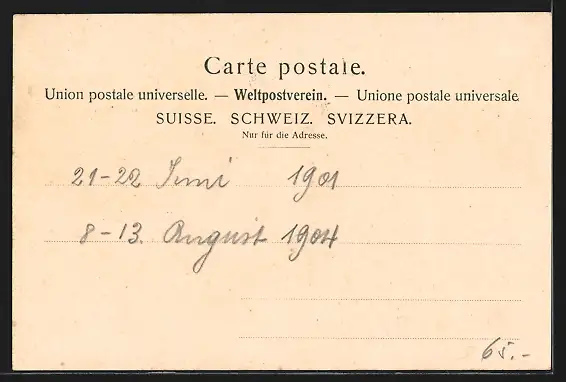 Carte postale.
Union postale universelle. — Weltpostverein. — Unione postale universale.
SUISSE. SCHWEIZ. SVIZZERA.
Nur für die Adresse.
21-22 Juni 1901
8-13. August 1904
65.-